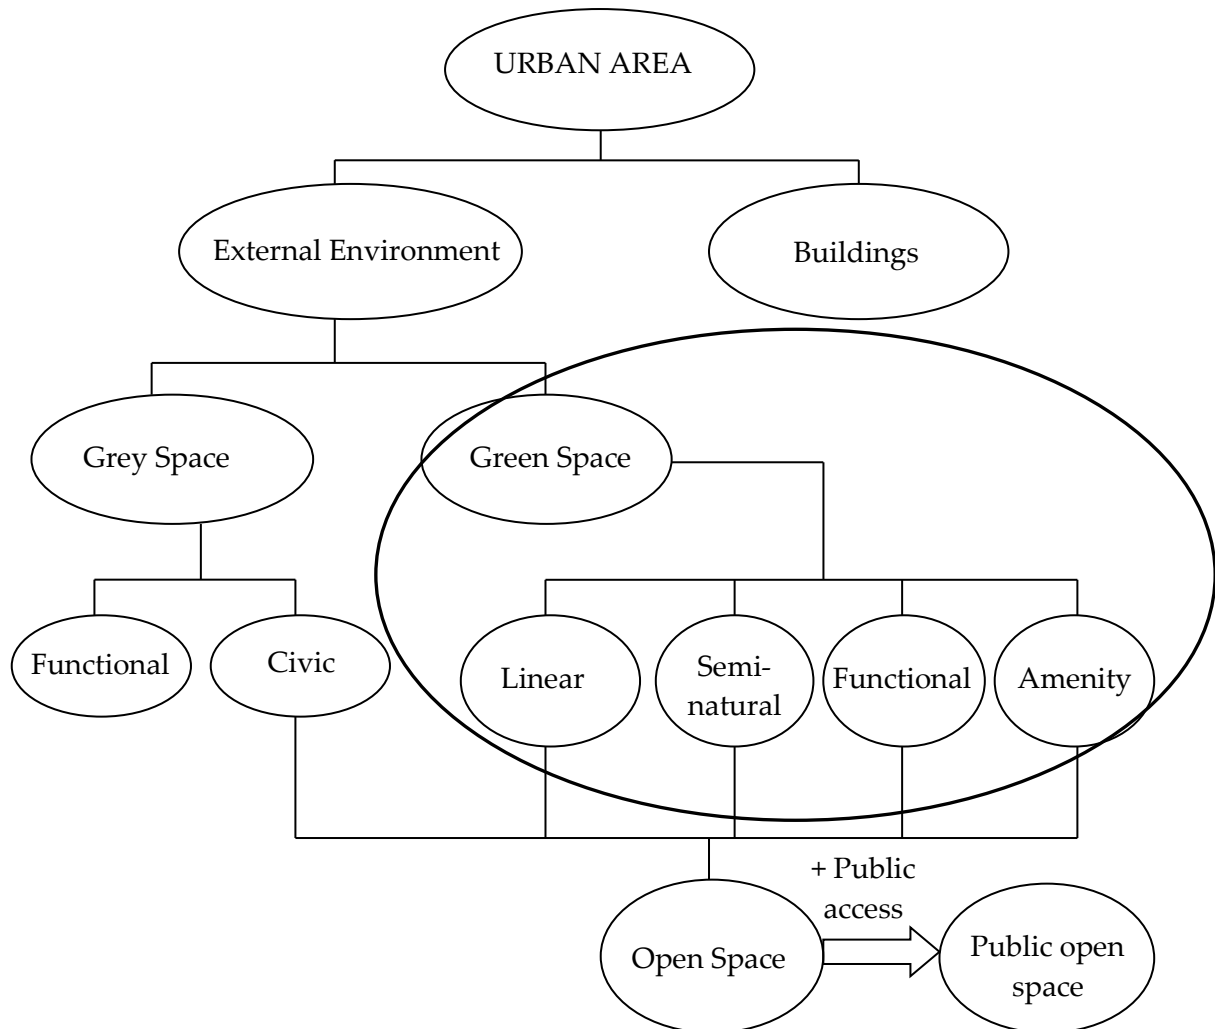 URBAN AREA
External Environment
Buildings
Grey Space
Green Space
Functional
Civic
Linear
Semi-
natural
Functional
Amenity
+ Public
access
Open Space
Public open
space